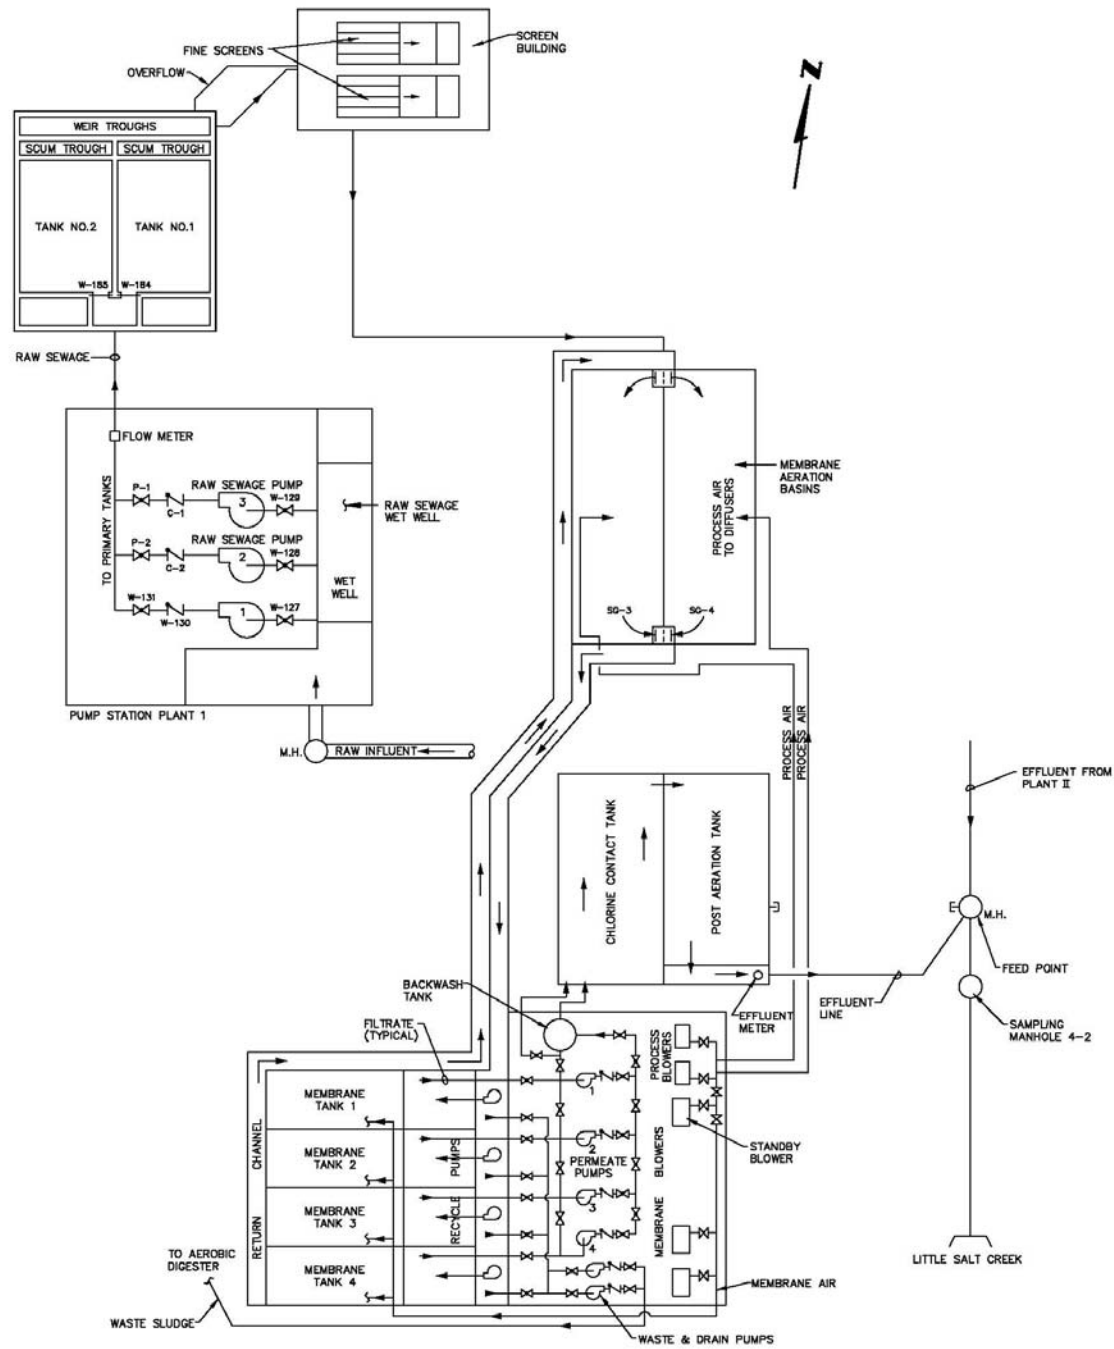 N
FINE SCREENS
SCREEN
BUILDING
OVERFLOW
WEIR TROUGHS
SCUM TROUGH
SCUM TROUGH
TANK NO.2
TANK NO.1
W-185
W-184
RAW SEWAGE
FLOW METER
TO PRIMARY TANKS
P-1
C-1
RAW SEWAGE PUMP
3
W-129
P-2
C-2
RAW SEWAGE PUMP
2
W-128
W-131
W-130
1
W-127
RAW SEWAGE
WET WELL
WET
WELL
PUMP STATION PLANT 1
M.H.
RAW INFLUENT
MEMBRANE
AERATION
BASINS
PROCESS AIR
TO DIFFUSERS
SG-3
SG-4
PROCESS AIR
PROCESS AIR
CHLORINE CONTACT TANK
POST AERATION TANK
EFFLUENT FROM
PLANT II
M.H.
FEED POINT
SAMPLING
MANHOLE 4-2
EFFLUENT
LINE
EFFLUENT
METER
BACKWASH
TANK
FILTRATE
(TYPICAL)
PROCESS
BLOWERS
STANDBY
BLOWER
MEMBRANE
TANK 1
MEMBRANE
TANK 2
MEMBRANE
TANK 3
MEMBRANE
TANK 4
RETURN CHANNEL
RECYCLE PUMPS
1
2
PERMEATE
PUMPS
3
4
MEMBRANE BLOWERS
MEMBRANE AIR
LITTLE SALT CREEK
TO AEROBIC
DIGESTER
WASTE SLUDGE
WASTE & DRAIN PUMPS